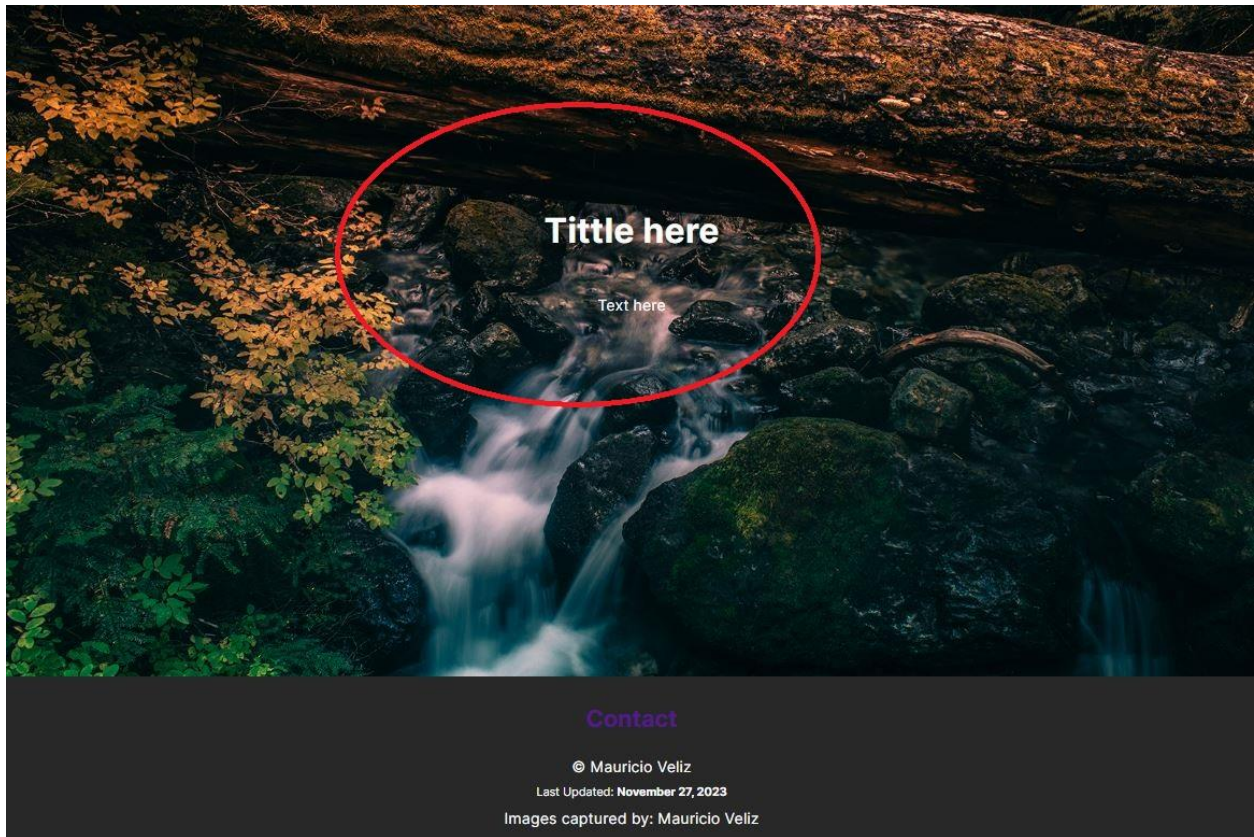 Tittle here
Text here
Contact
© Mauricio Veliz
Last Updated: November 27, 2023
Images captured by: Mauricio Veliz